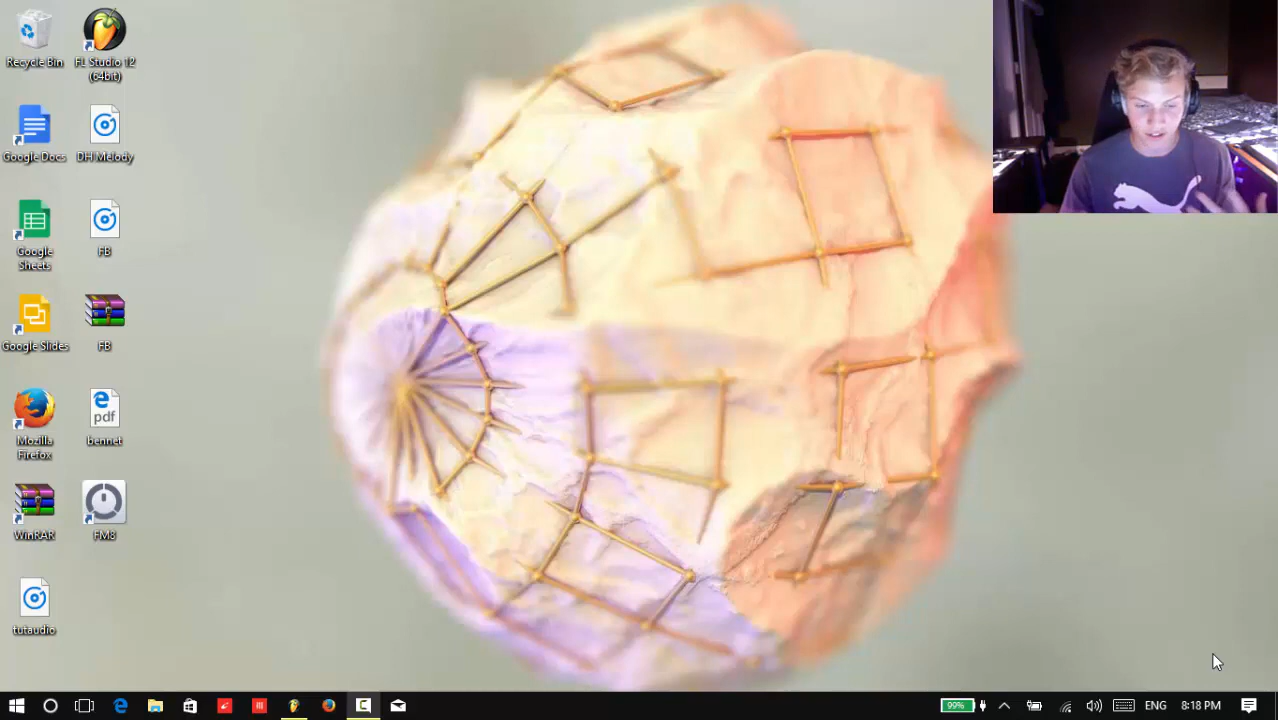 Recycle Bin
FL Studio 12
(64bit)
Google Docs
DH Melody
Google
Sheets
FB
Google Slides
FB
Mozilla
Firefox
pdf
bennet
WinRAR
FM8
tutaudio
99%
ENG
8:18 PM